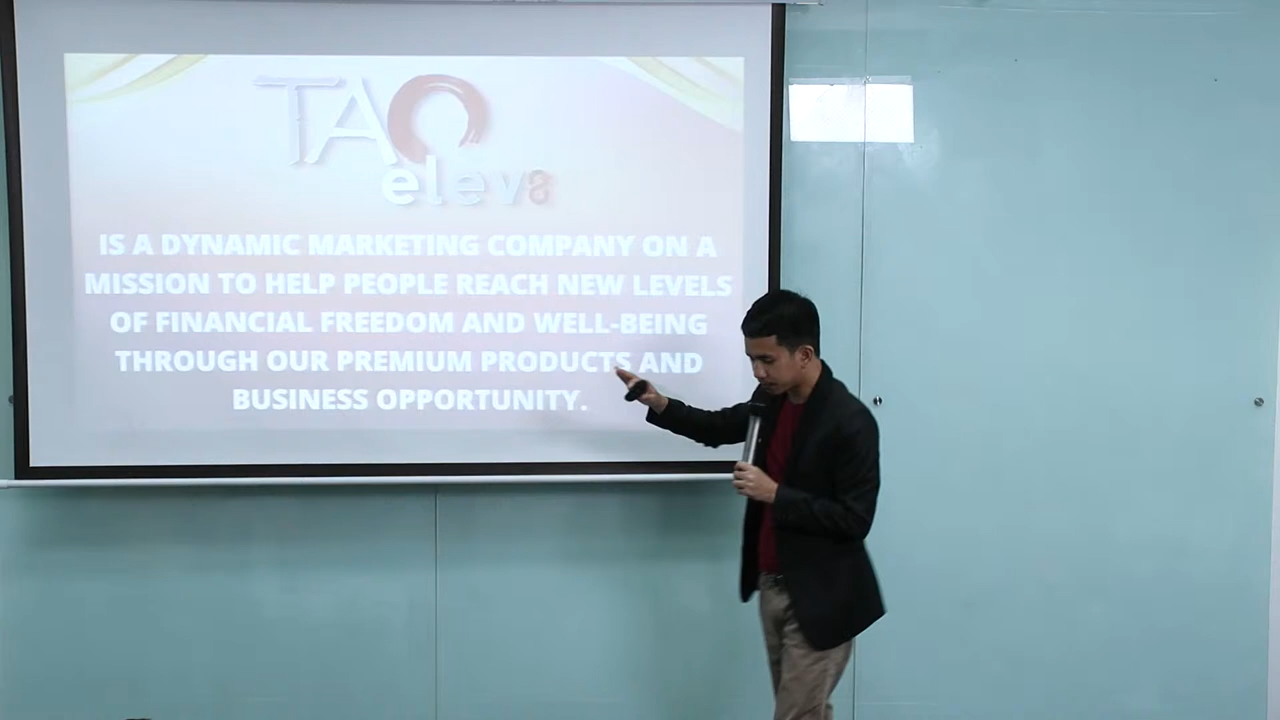 TAO
elev8
IS A DYNAMIC MARKETING COMPANY ON A
MISSION TO HELP PEOPLE REACH NEW LEVELS
OF FINANCIAL FREEDOM AND WELL-BEING
THROUGH OUR PREMIUM PRODUCTS AND
BUSINESS OPPORTUNITY.